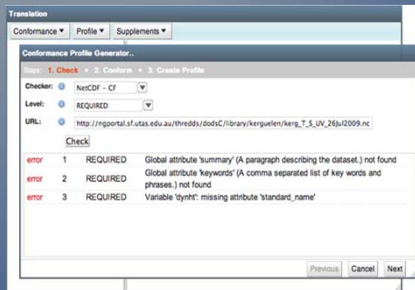 Translation
Conformance ▼ Profile ▼ Supplements ▼
Conformance Profile Generator..
Steps: 1. Check • 2. Conform • 3. Create Profile
Checker: NetCDF - CF
Level: REQUIRED
URL: http://ngportal.sf.utas.edu.au/thredds/dodsC/library/kerguelen/kerg_T_S_UV_26Jul2009.nc
Check
error 1 REQUIRED Global attribute 'summary' (A paragraph describing the dataset.) not found
error 2 REQUIRED Global attribute 'keywords' (A comma separated list of key words and
phrases.) not found
error 3 REQUIRED Variable 'dynht': missing attribute 'standard_name'
Previous Cancel Next